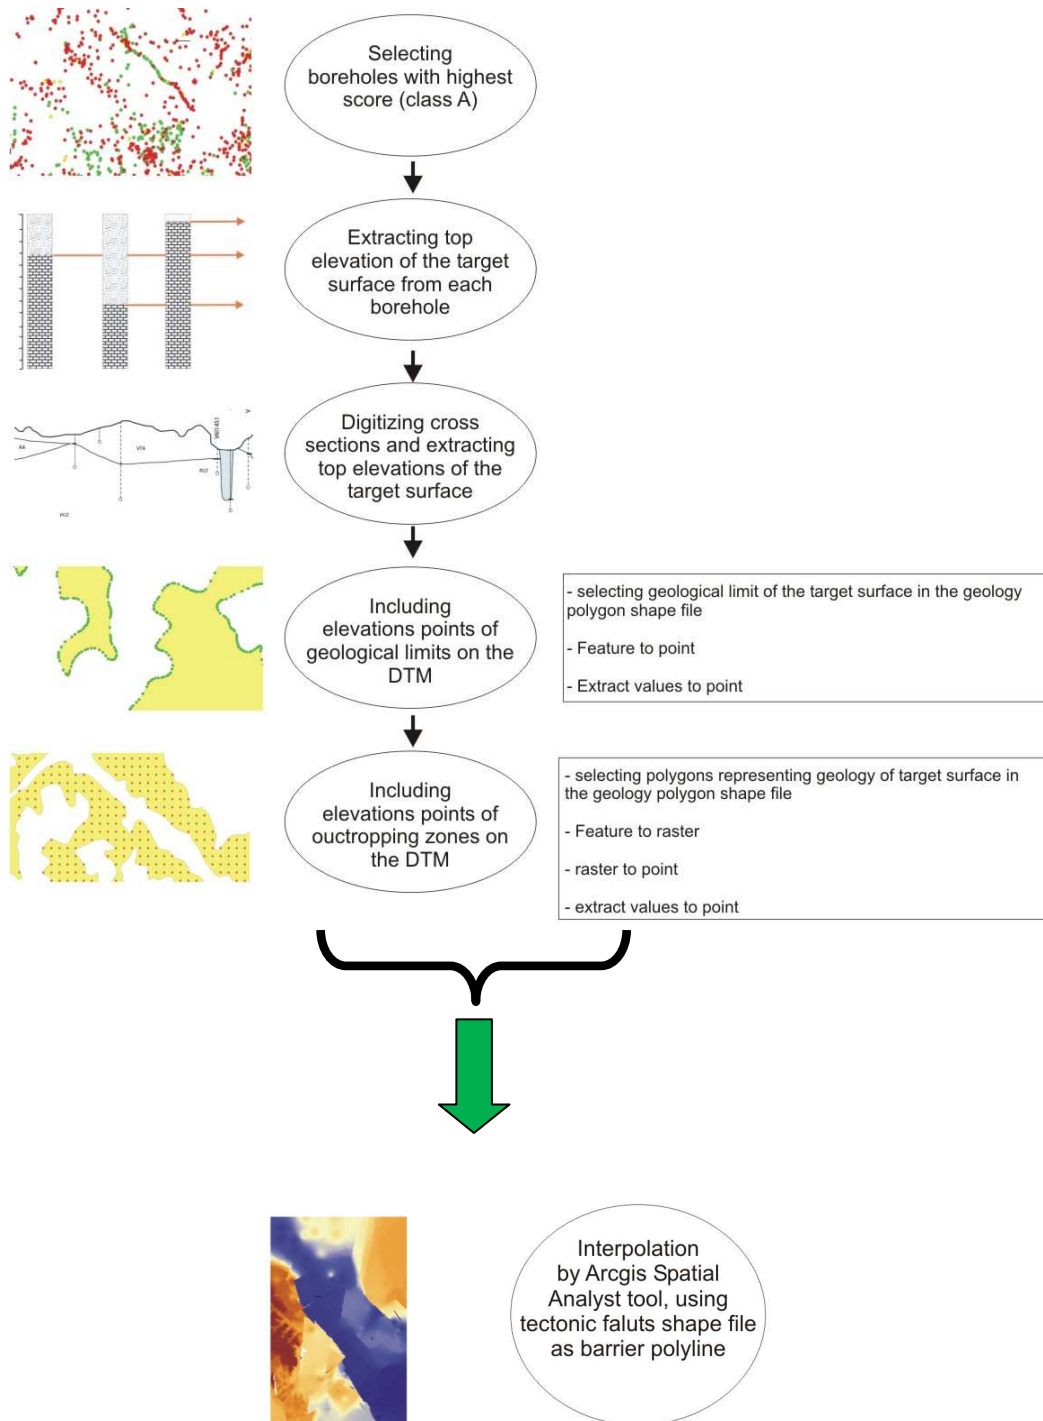 Selecting
boreholes with highest
score (class A)
Extracting top
elevation of the target
surface from each
borehole
Digitizing cross
sections and extracting
top elevations of the
target surface
AA
VTA
Including
elevations points of
geological limits on the
DTM
- selecting geological limit of the target surface in the geology
polygon shape file
- Feature to point
- Extract values to point
Including
elevations points of
ouctropping zones on
the DTM
- selecting polygons representing geology of target surface in
the geology polygon shape file
- Feature to raster
- raster to point
- extract values to point
Interpolation
by Arcgis Spatial
Analyst tool, using
tectonic faluts shape file
as barrier polyline